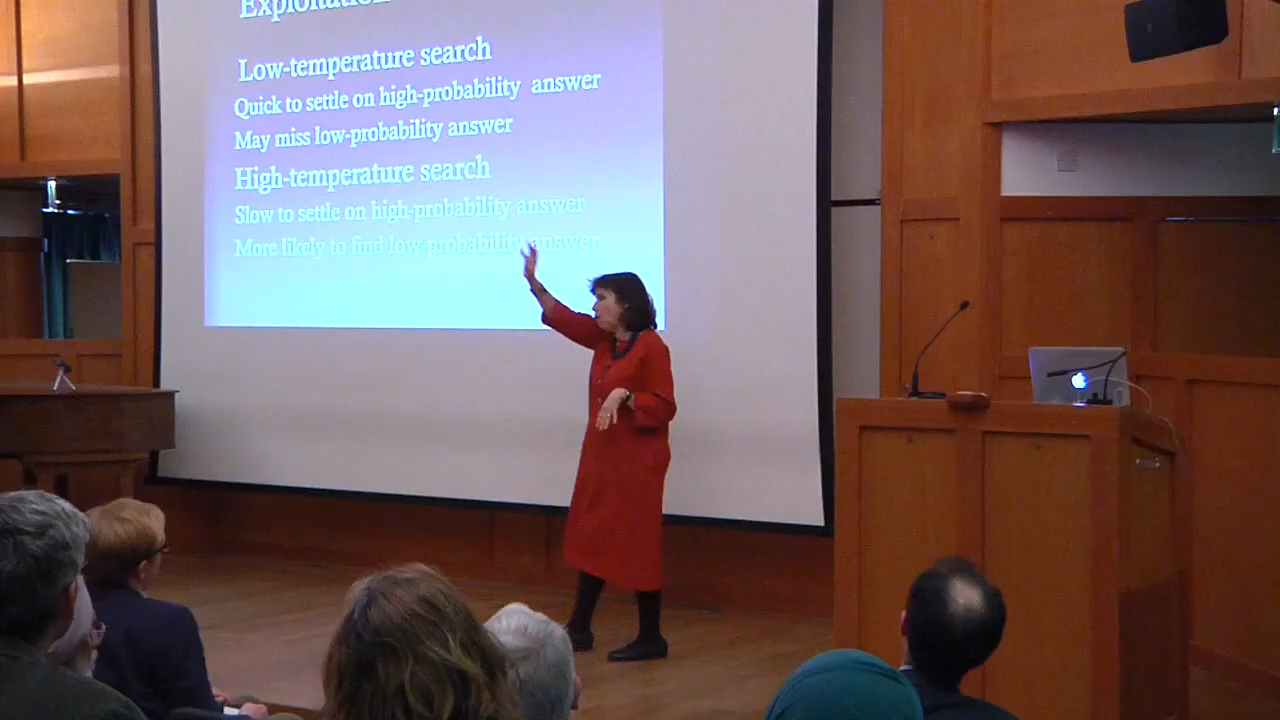 Exploitation
Low-temperature search
Quick to settle on high-probability answer
May miss low-probability answer
High-temperature search
Slow to settle on high-probability answer
More likely to find low-probability answer